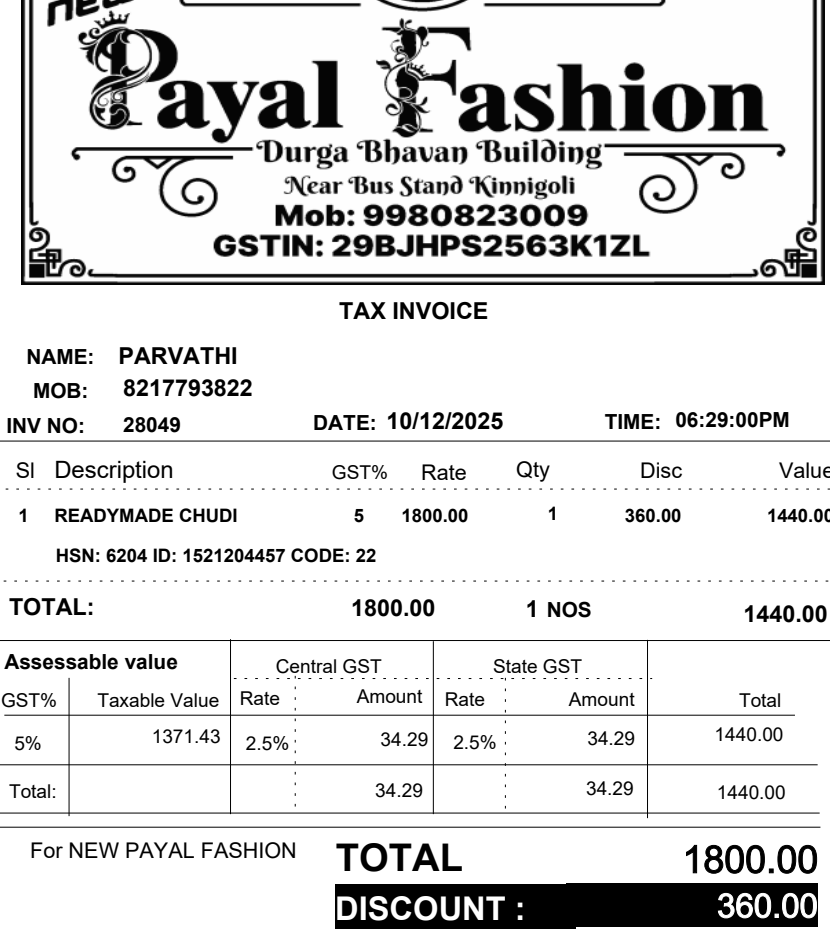 new
Payal Fashion
Durga Bhavan Building
Near Bus Stand Kinnigoli
Mob: 9980823009
GSTIN: 29BJHPS2563K1ZL
TAX INVOICE
NAME: PARVATHI
MOB: 8217793822
INV NO: 28049 DATE: 10/12/2025 TIME: 06:29:00PM
Sl Description GST% Rate Qty Disc Value
1 READYMADE CHUDI 5 1800.00 1 360.00 1440.00
HSN: 6204 ID: 1521204457 CODE: 22
TOTAL: 1800.00 1 NOS 1440.00
Assessable value Central GST State GST
GST% Taxable Value Rate Amount Rate Amount Total
5% 1371.43 2.5% 34.29 2.5% 34.29 1440.00
Total: 34.29 34.29 1440.00
For NEW PAYAL FASHION TOTAL 1800.00
DISCOUNT : 360.00